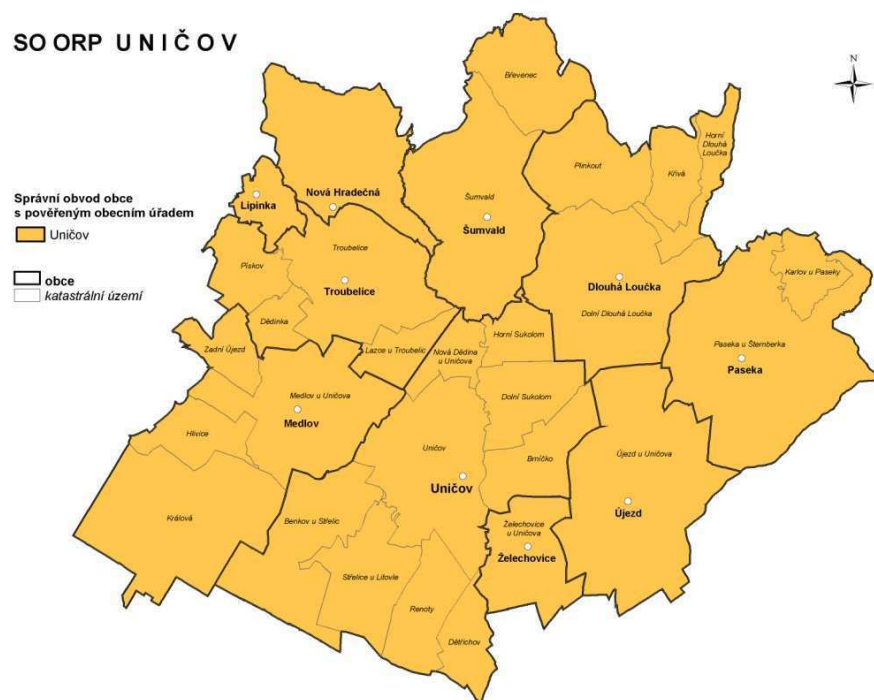 SO ORP UNIČOV
N
Správní obvod obce
s pověřeným obecním úřadem
Uničov
obce
katastrální území
Břevenec
Plinkout
Křivá
Horní
Dlouhá
Loučka
Šumvald
Šumvald
Nová Hradečná
Lipinka
Troubelice
Troubelice
Pískov
Dědinka
Lazce u Troubelic
Dlouhá Loučka
Dolní Dlouhá Loučka
Karlov u Paseky
Paseka u Šternberka
Paseka
Zadní Újezd
Nová Dědina
u Uničova
Horní Sukolom
Dolní Sukolom
Medlov u Uničova
Medlov
Hlivice
Králová
Uničov
Uničov
Brníčko
Újezd u Uničova
Újezd
Benkov u Střelic
Želechovice
u Uničova
Želechovice
Střelice u Litovle
Renoty
Dětřichov